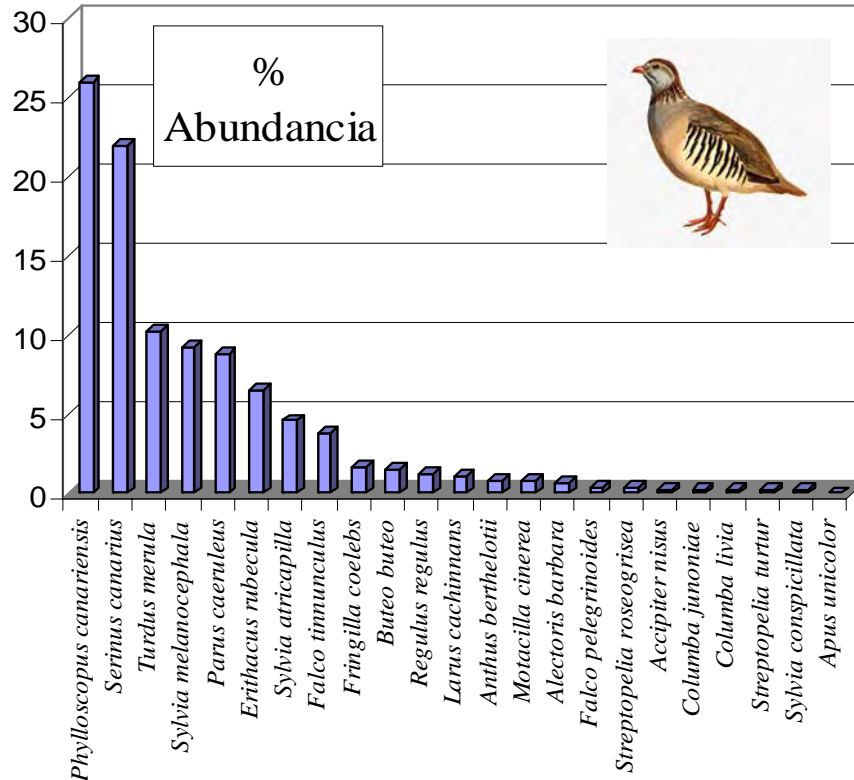 30
25
20
15
10
5
0
%
Abundancia
Phylloscopus canariensis
Serinus canarius
Turdus merula
Sylvia melanocephala
Parus caeruleus
Erithacus rubecula
Sylvia atricapilla
Falco tinnunculus
Fringilla coelebs
Buteo buteo
Regulus regulus
Larus cachinnans
Anthus berthelotii
Motacilla cinerea
Alectoris barbara
Falco pelegrinoides
Streptopelia roseogrisea
Accipiter nisus
Columba junoniae
Columba livia
Streptopelia turtur
Sylvia conspicillata
Apus unicolor